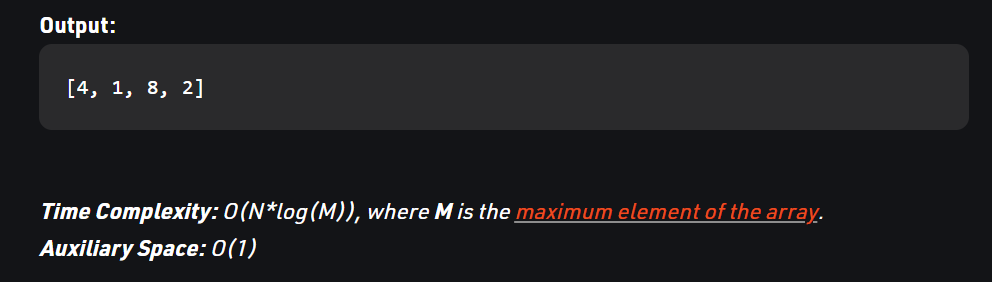 Output:
[4, 1, 8, 2]
Time Complexity: O(N*log(M)), where M is the maximum element of the array.
Auxiliary Space: O(1)